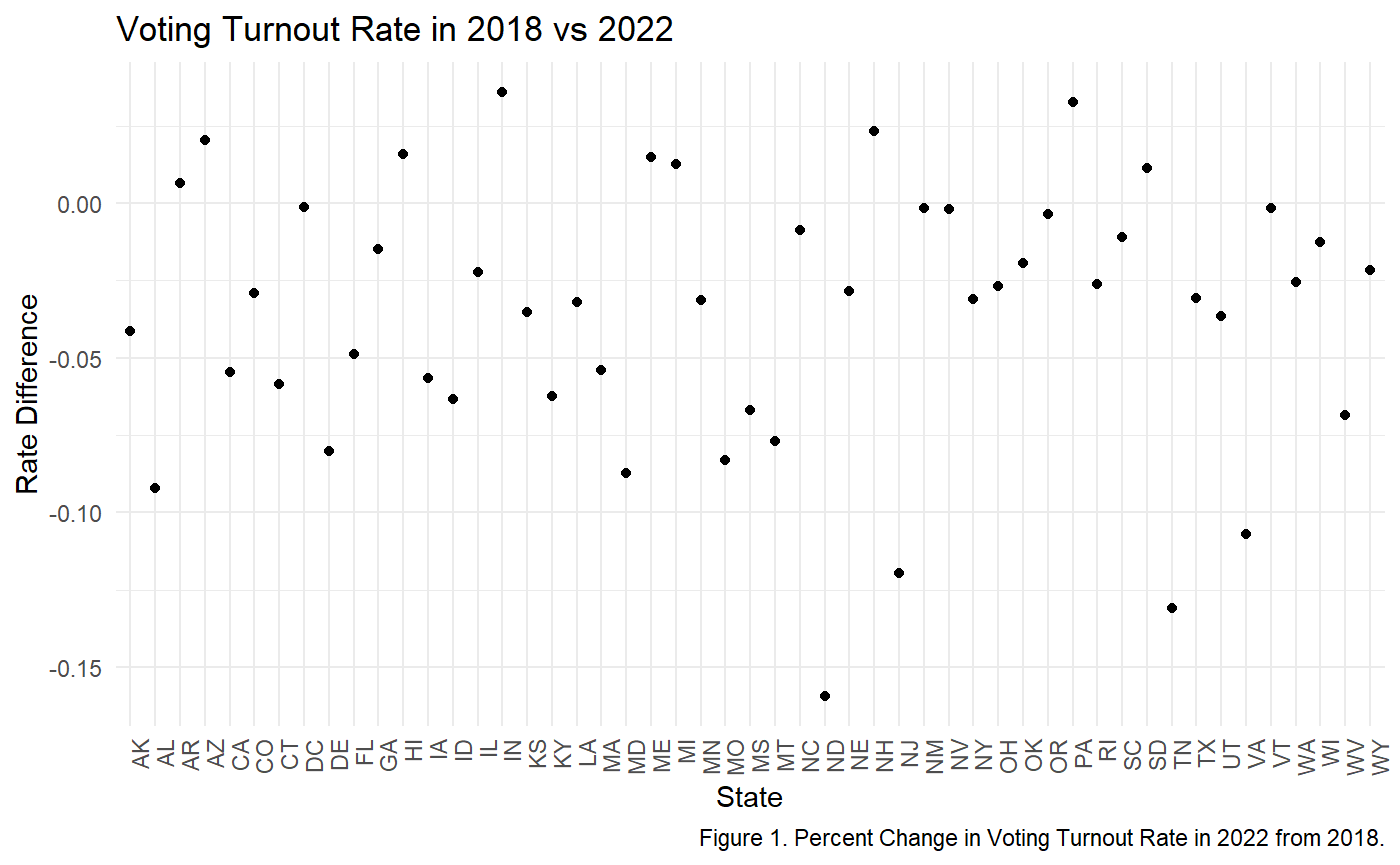 Voting Turnout Rate in 2018 vs 2022
0.00
-0.05
-0.10
-0.15
Rate Difference
AK AL AR AZ CA CO CT DC DE FL GA HI IA ID IL IN KS KY LA MA MD ME MI MN MO MS MT NC ND NE NH NJ NM NV NY OH OK OR PA RI SC SD TN TX UT VA VT WA WI WV WY
State
Figure 1. Percent Change in Voting Turnout Rate in 2022 from 2018.